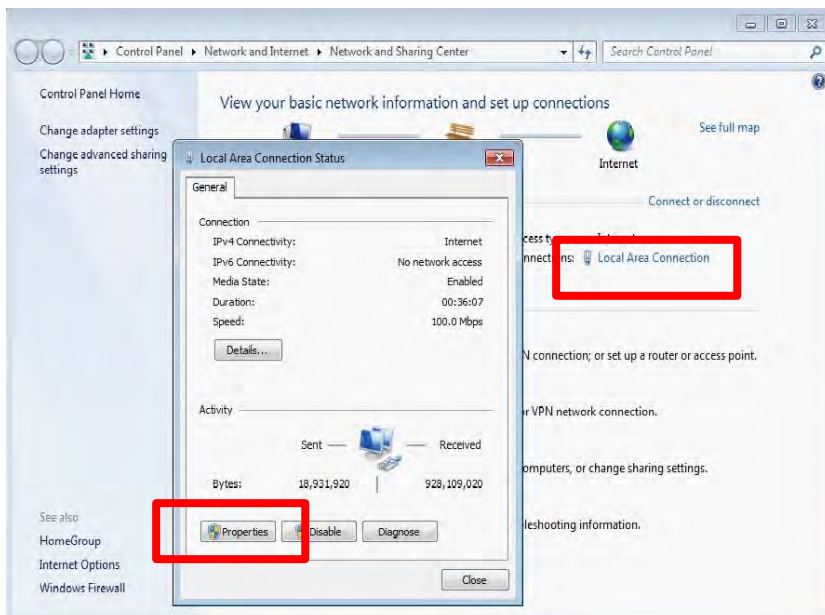 Control Panel ▸ Network and Internet ▸ Network and Sharing Center
Search Control Panel
Control Panel Home
Change adapter settings
Change advanced sharing
settings
See also
HomeGroup
Internet Options
Windows Firewall
View your basic network information and set up connections
See full map
Internet
Connect or disconnect
Local Area Connection
N connection; or set up a router or access point.
or VPN network connection.
omputers, or change sharing settings.
leshooting information.
Local Area Connection Status
General
Connection
IPv4 Connectivity: Internet
IPv6 Connectivity: No network access
Media State: Enabled
Duration: 00:36:07
Speed: 100.0 Mbps
Details...
Activity
Sent Received
Bytes: 18,931,920 928,109,020
Properties Disable Diagnose
Close